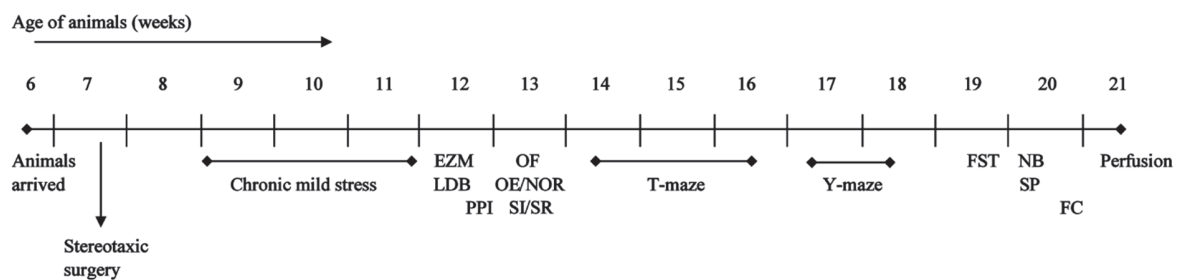 Age of animals (weeks)
6 7 8 9 10 11 12 13 14 15 16 17 18 19 20 21
Animals
arrived
Chronic mild stress
EZM
LDB
PPI
OF
OE/NOR
SI/SR
T-maze
Y-maze
FST
NB
SP
FC
Perfusion
Stereotaxic
surgery